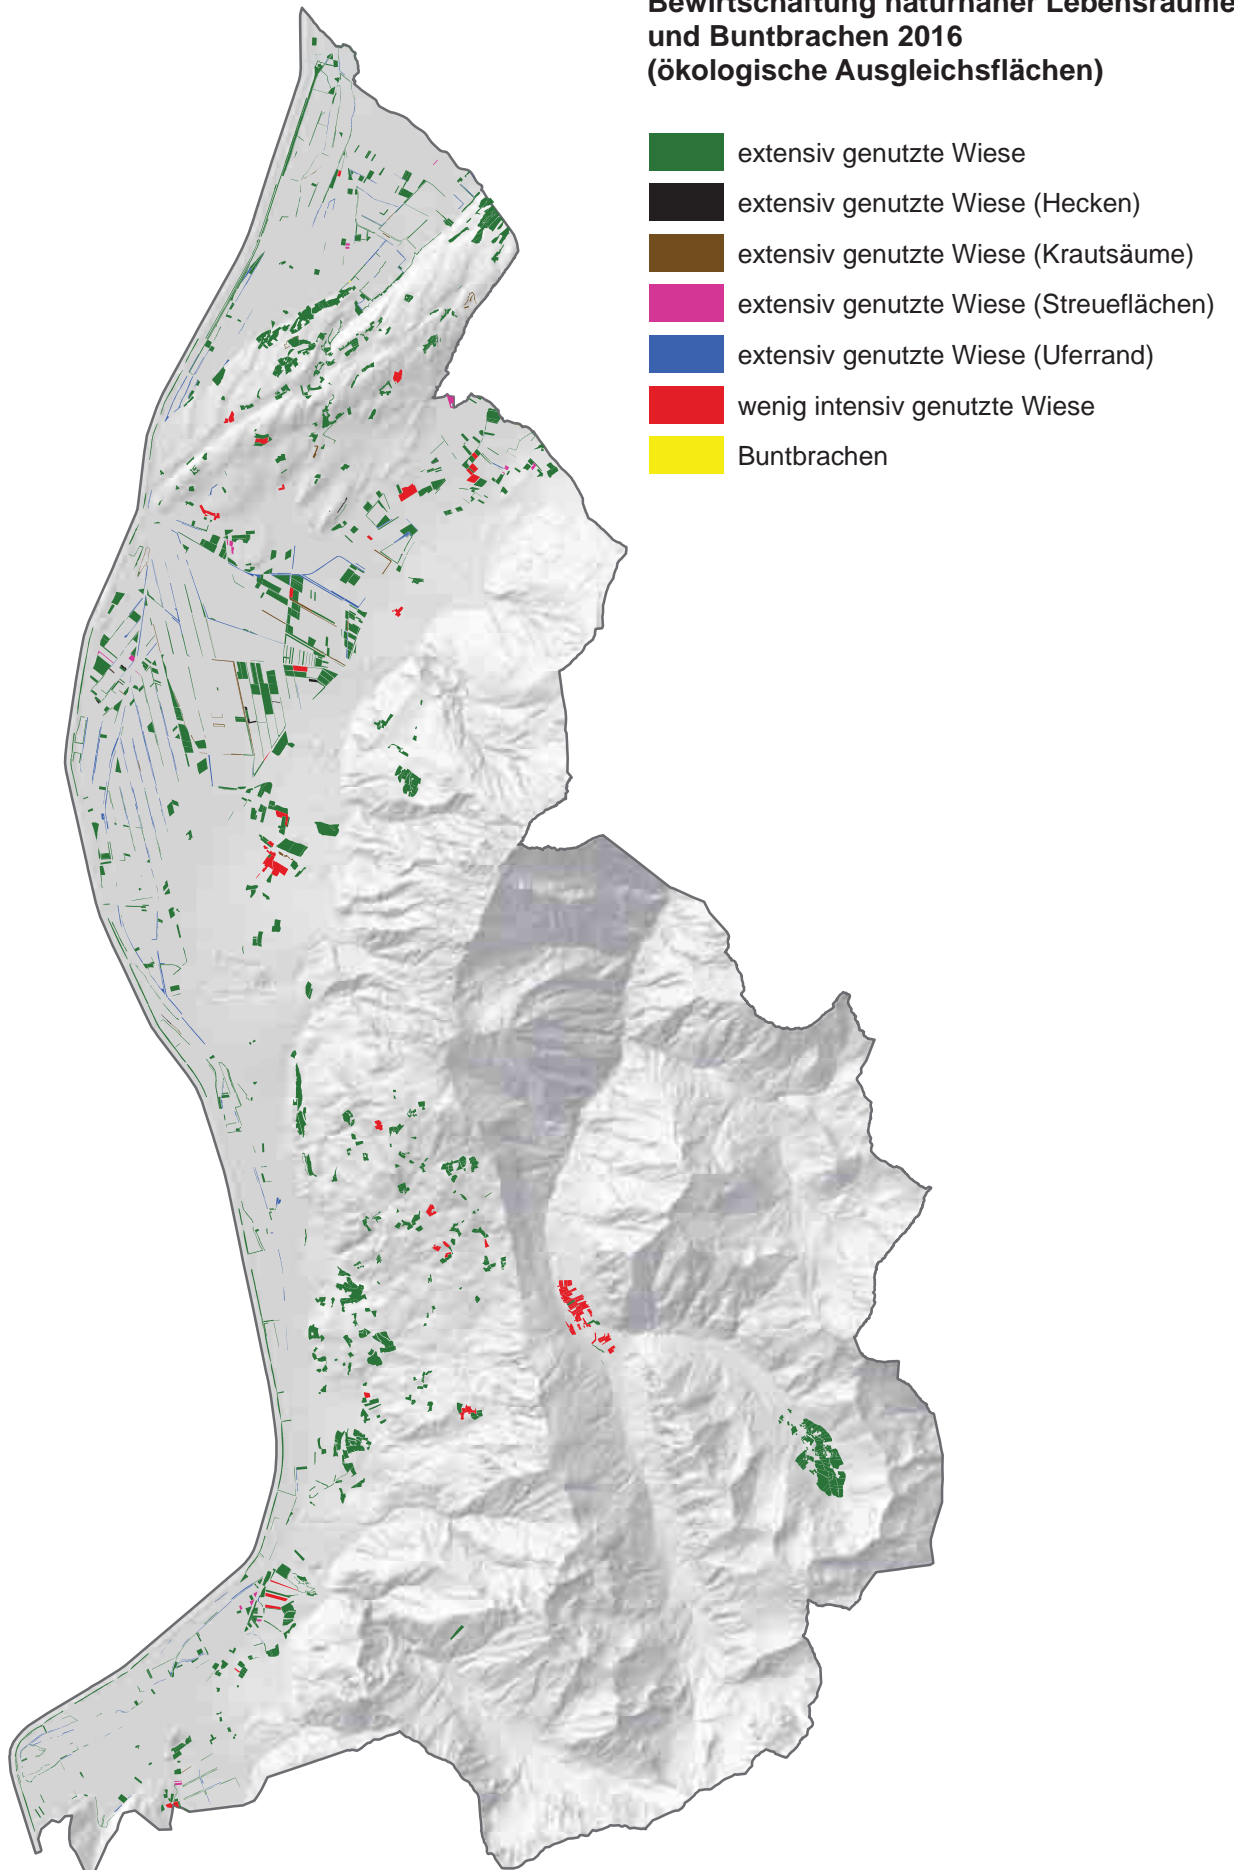 Bewirtschaftung naturnaher Lebensräume
und Buntbrachen 2016
(ökologische Ausgleichsflächen)
extensiv genutzte Wiese
extensiv genutzte Wiese (Hecken)
extensiv genutzte Wiese (Krautsäume)
extensiv genutzte Wiese (Streueflächen)
extensiv genutzte Wiese (Uferrand)
wenig intensiv genutzte Wiese
Buntbrachen